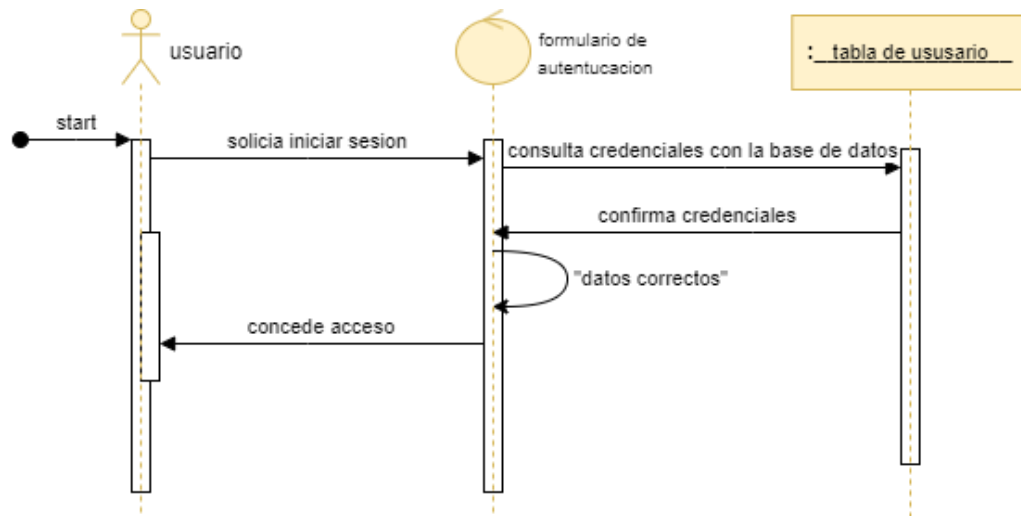 usuario
formulario de
autentucacion
:__tabla de ususario__
start
solicia iniciar sesion
consulta credenciales con la base de datos
confirma credenciales
"datos correctos"
concede acceso